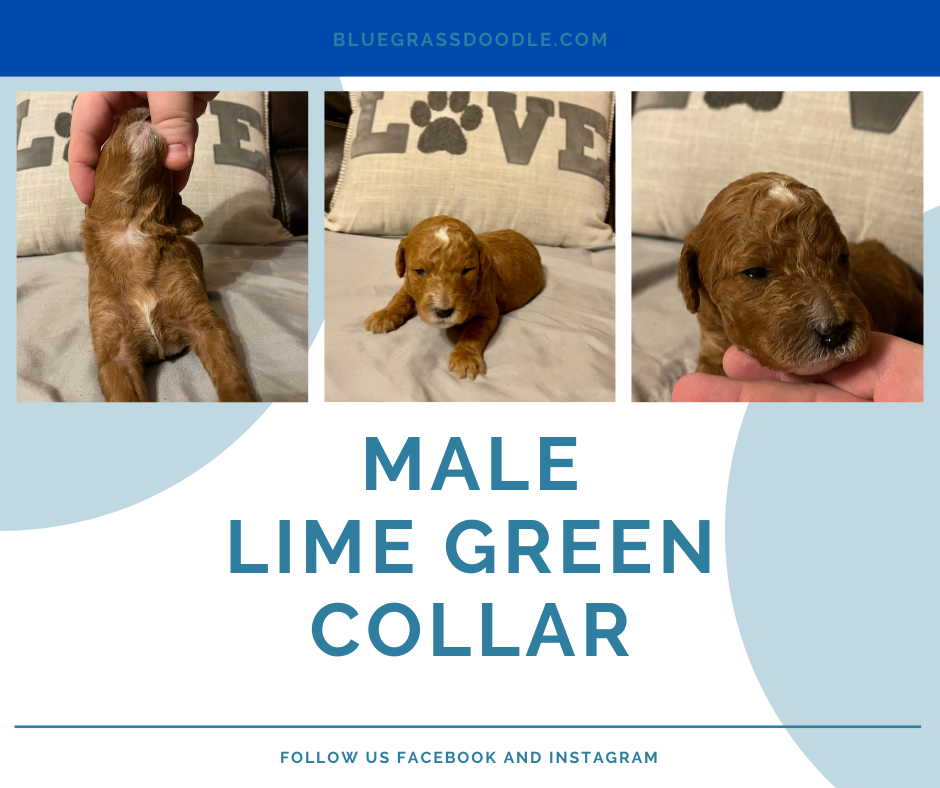 BLUEGRASSDOODLE.COM
LOVE
LOVE
MALE
LIME GREEN
COLLAR
FOLLOW US FACEBOOK AND INSTAGRAM